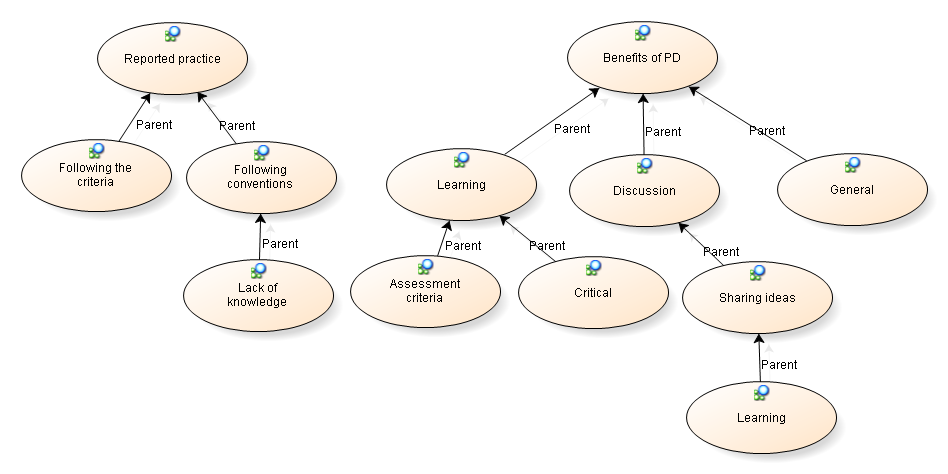 Reported practice
Benefits of PD
Parent
Parent
Parent
Parent
Parent
Following the
criteria
Following
conventions
Learning
Discussion
General
Parent
Parent
Parent
Parent
Lack of
knowledge
Assessment
criteria
Critical
Sharing ideas
Parent
Learning